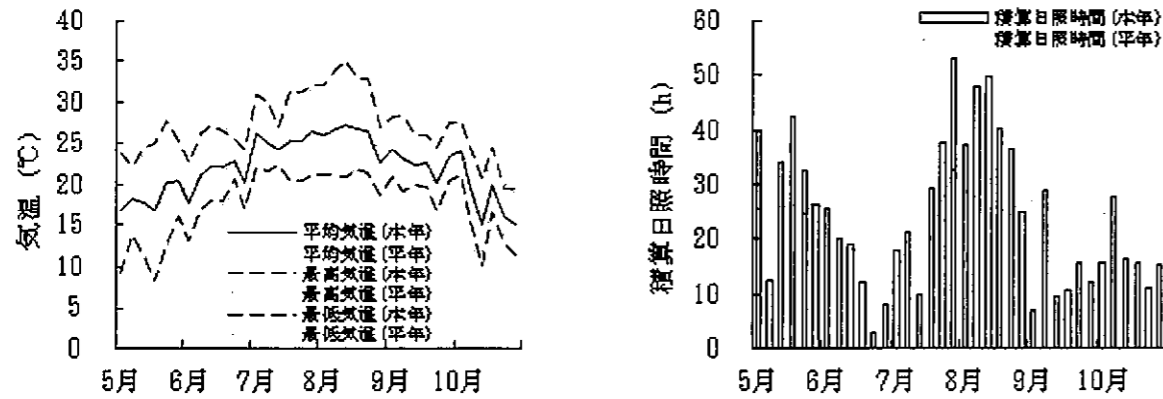 40
35
30
25
20
15
10
5
0
気温 (℃)
平均気温(本年)
平均気温(平年)
最高気温(本年)
最高気温(平年)
最低気温(本年)
最低気温(平年)
5月 6月 7月 8月 9月 10月
積算日照時間(本年)
積算日照時間(平年)
60
50
40
30
20
10
0
積算日照時間 (h)
5月 6月 7月 8月 9月 10月